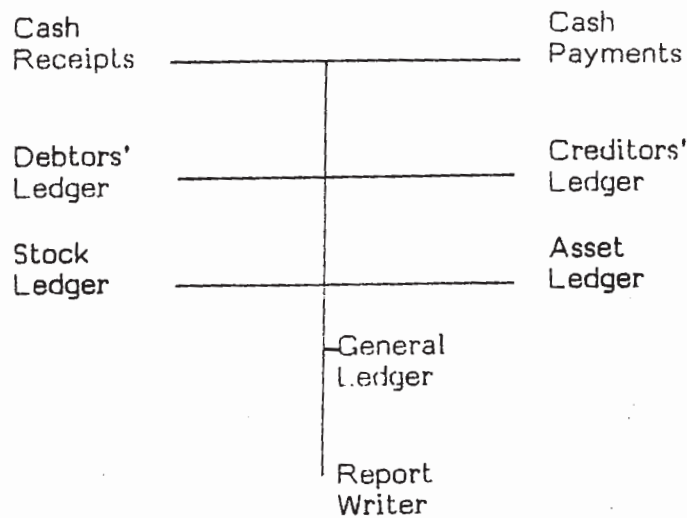 Cash
Receipts
Cash
Payments
Debtors'
Ledger
Creditors'
Ledger
Stock
Ledger
Asset
Ledger
General
Ledger
Report
Writer